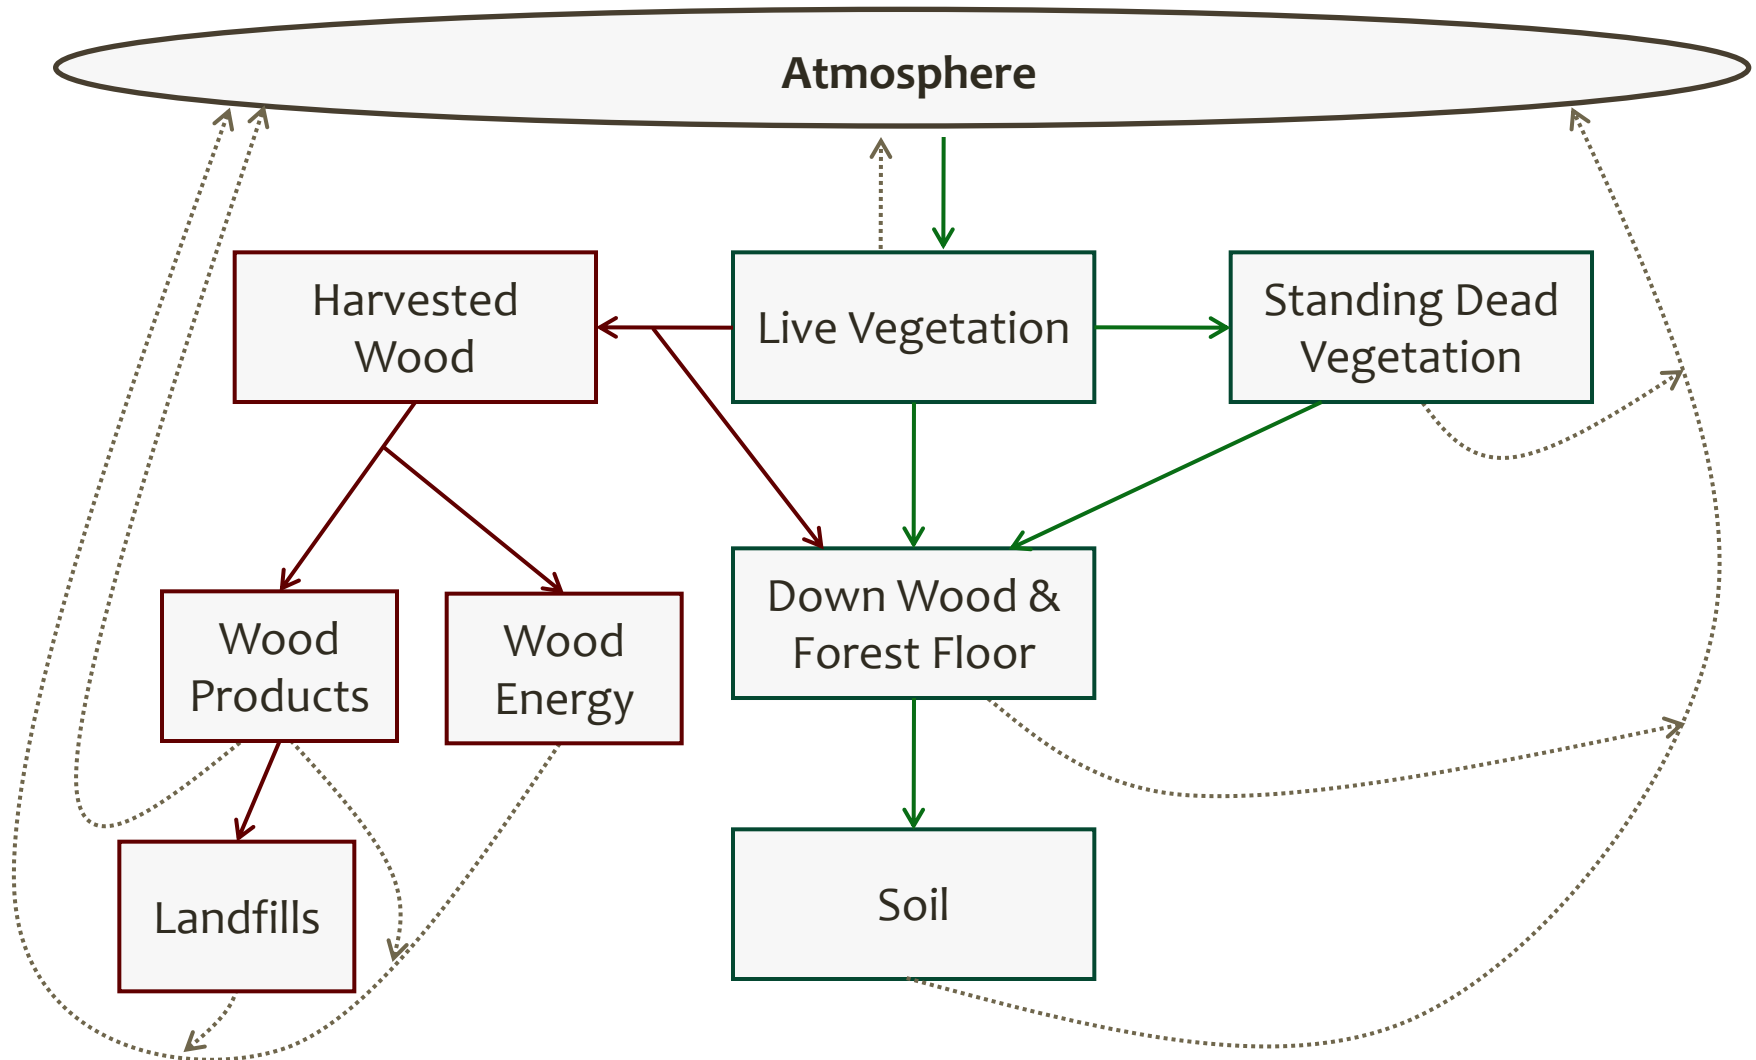 Atmosphere
Harvested
Wood
Live Vegetation
Standing Dead
Vegetation
Wood
Products
Wood
Energy
Down Wood &
Forest Floor
Landfills
Soil